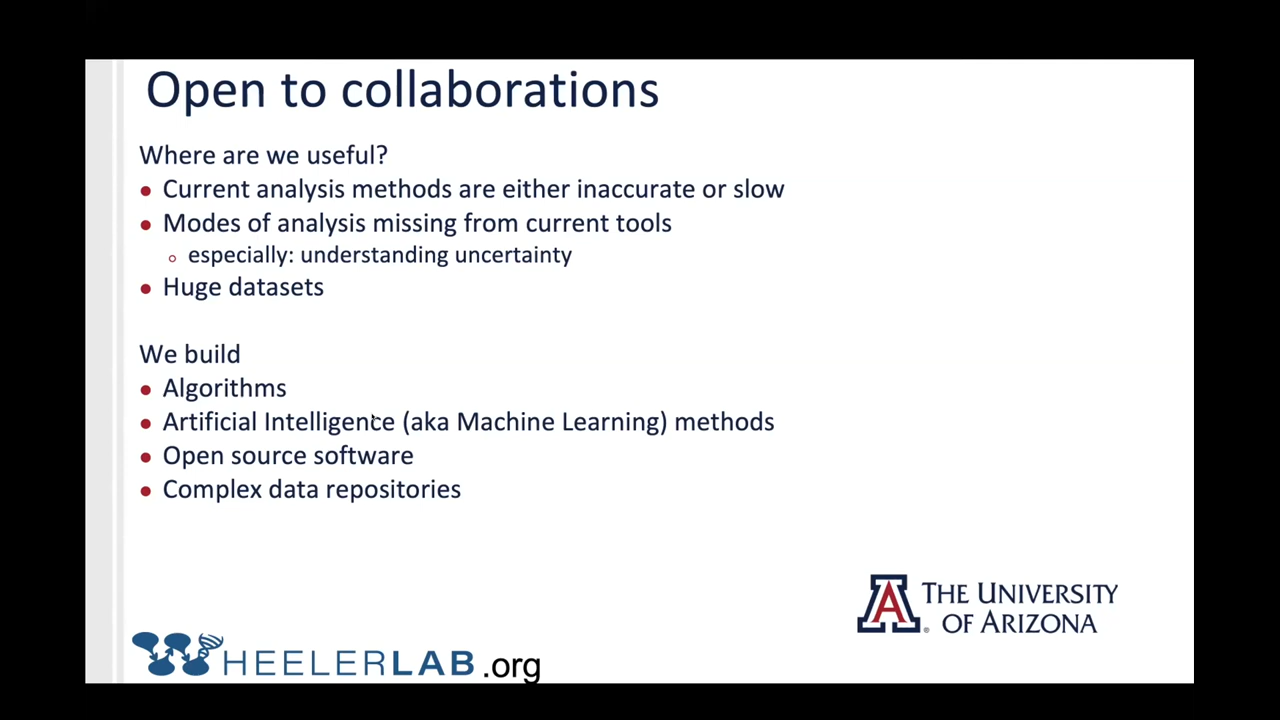 Open to collaborations
Where are we useful?
• Current analysis methods are either inaccurate or slow
• Modes of analysis missing from current tools
○ especially: understanding uncertainty
• Huge datasets
We build
• Algorithms
• Artificial Intelligence (aka Machine Learning) methods
• Open source software
• Complex data repositories
A THE UNIVERSITY
OF ARIZONA
WHEELERLAB.org